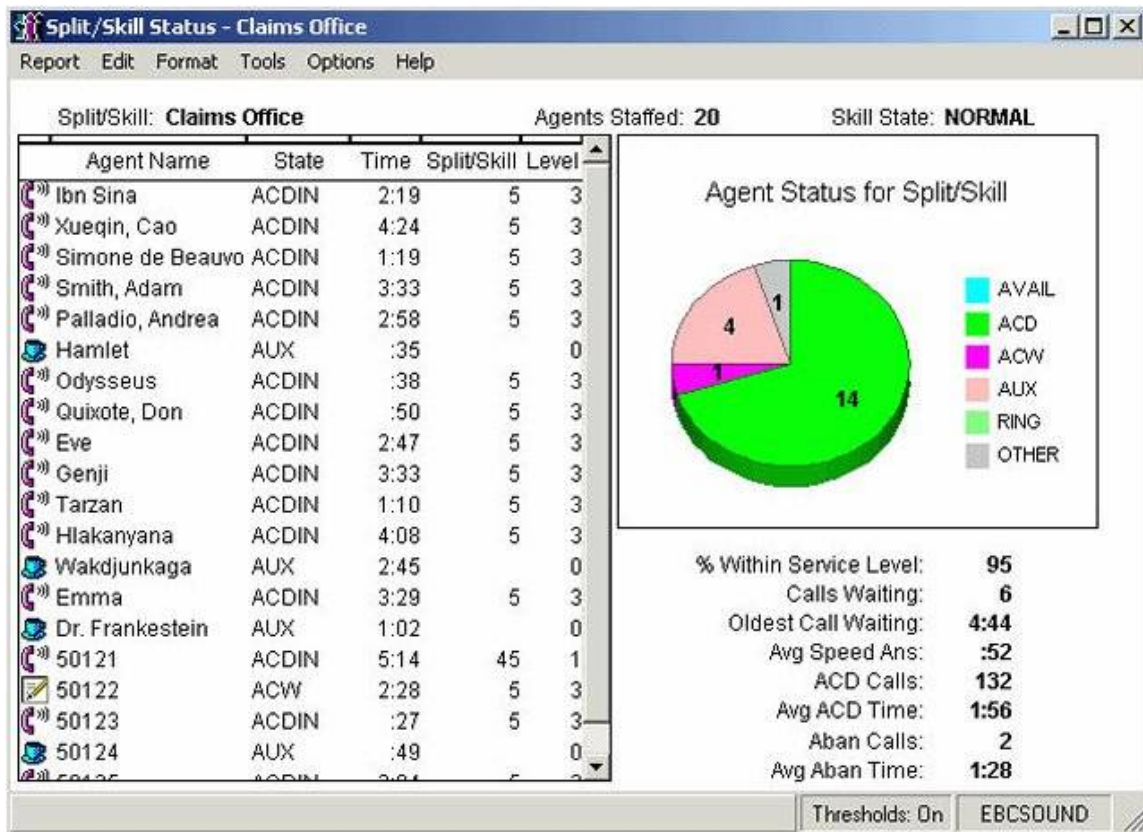 Split/Skill Status - Claims Office
Report Edit Format Tools Options Help
Split/Skill: Claims Office Agents Staffed: 20 Skill State: NORMAL
Agent Name State Time Split/Skill Level
Ibn Sina ACDIN 2:19 5 3
Xueqin, Cao ACDIN 4:24 5 3
Simone de Beauvo ACDIN 1:19 5 3
Smith, Adam ACDIN 3:33 5 3
Palladio, Andrea ACDIN 2:58 5 3
Hamlet AUX :35 0
Odysseus ACDIN :38 5 3
Quixote, Don ACDIN :50 5 3
Eve ACDIN 2:47 5 3
Genji ACDIN 3:33 5 3
Tarzan ACDIN 1:10 5 3
Hlakanyana ACDIN 4:08 5 3
Wakdjunkaga AUX 2:45 0
Emma ACDIN 3:29 5 3
Dr. Frankestein AUX 1:02 0
50121 ACDIN 5:14 45 1
50122 ACW 2:28 5 3
50123 ACDIN :27 5 3
50124 AUX :49 0
Agent Status for Split/Skill
1
4
1
14
AVAIL
ACD
ACW
AUX
RING
OTHER
% Within Service Level: 95
Calls Waiting: 6
Oldest Call Waiting: 4:44
Avg Speed Ans: :52
ACD Calls: 132
Avg ACD Time: 1:56
Aban Calls: 2
Avg Aban Time: 1:28
Thresholds: On EBCSOUND